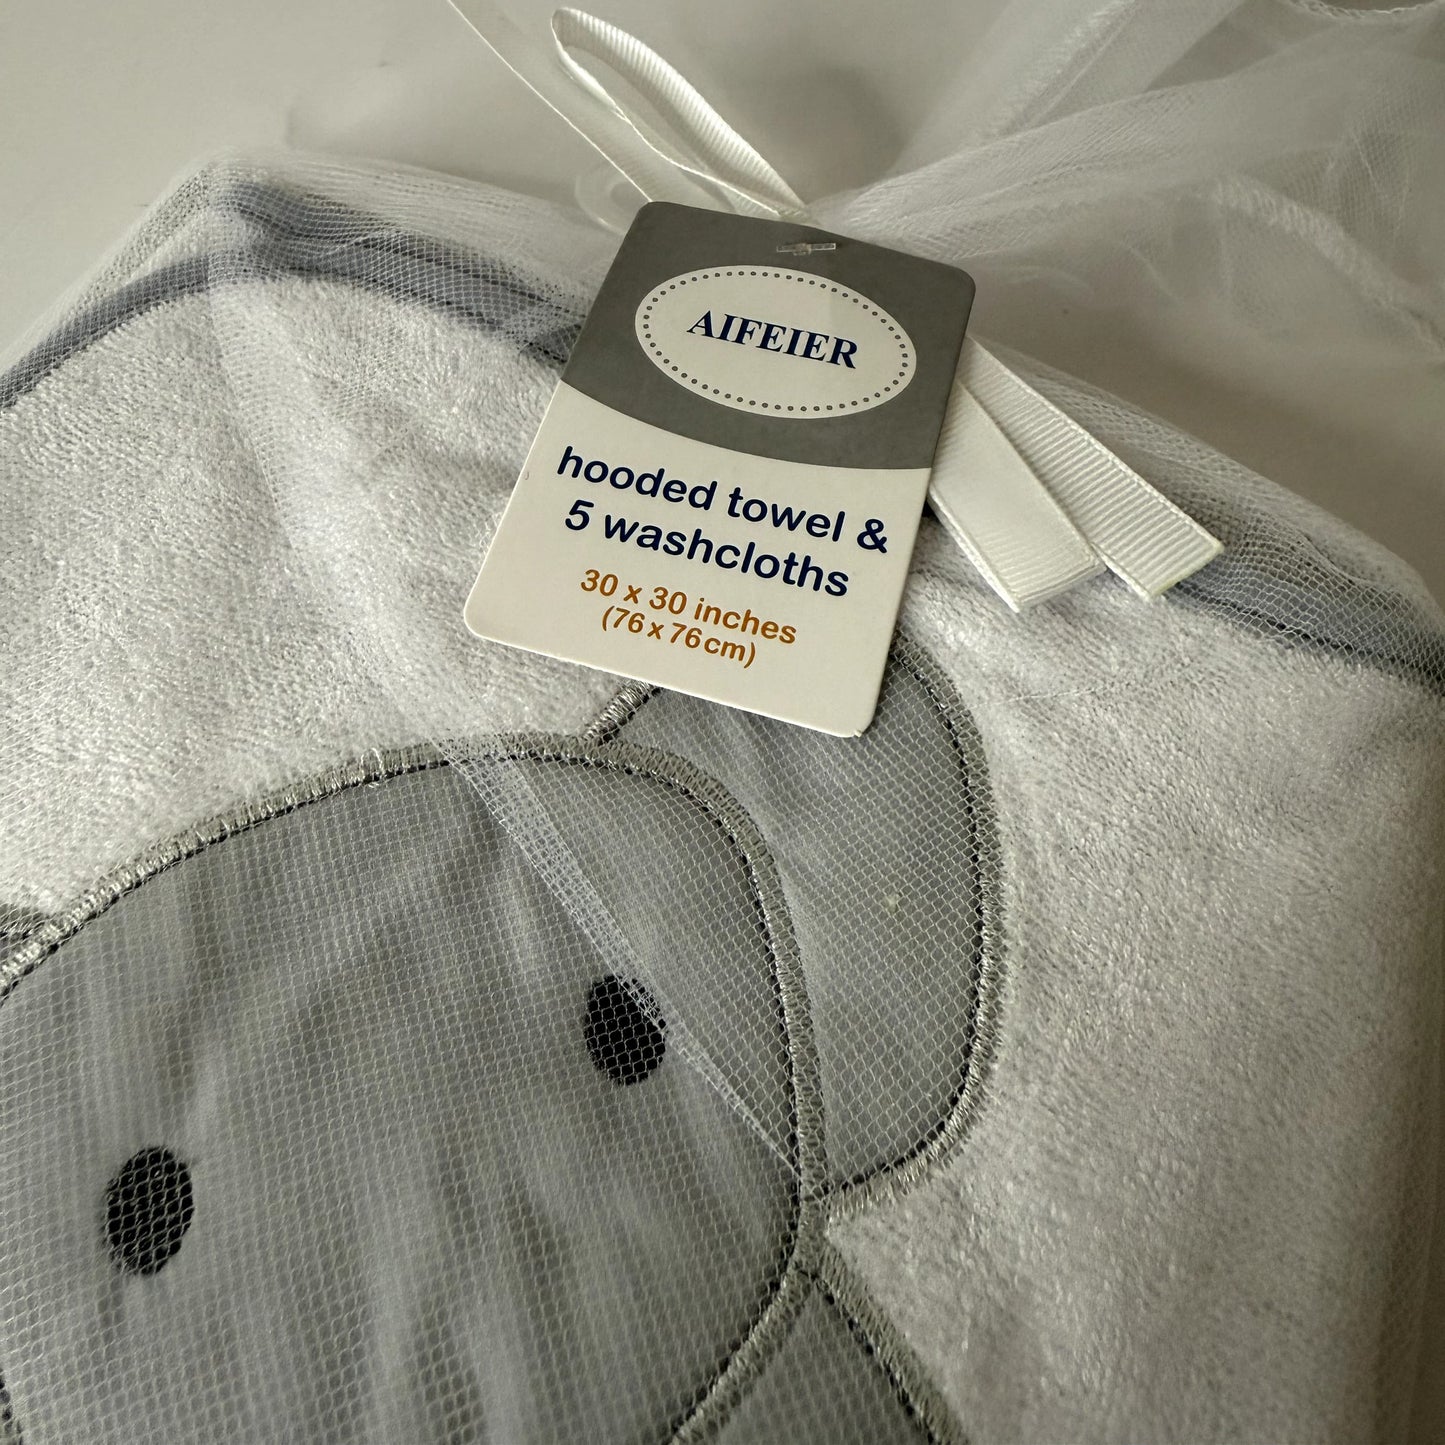 AIFEIER
hooded towel &
5 washcloths
30 x 30 inches
(76 x 76 cm)